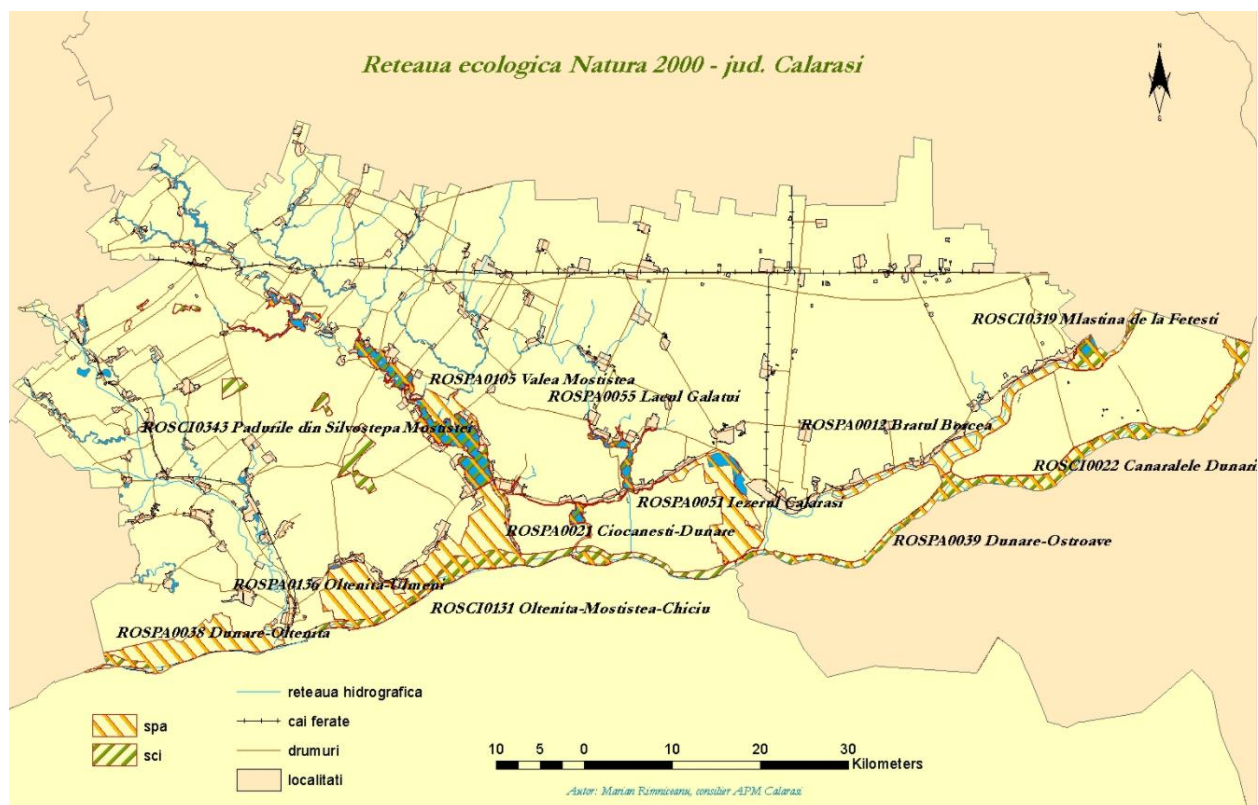 Reteaua ecologica Natura 2000 - jud. Calarasi
N
ROSCI0319 Mlastina de la Fetesti
ROSPA0105 Valea Mostistea
ROSPA0055 Lacul Galatui
ROSCI0343 Padurile din Silvostepa Mostistei
ROSPA0012 Bratul Borcea
ROSCI0022 Canaralele Dunarii
ROSPA0051 Iezerul Calarasi
ROSPA0021 Ciocanesti-Dunare
ROSPA0039 Dunare-Ostroave
ROSPA0136 Oltenita-Ulmeni
ROSCI0131 Oltenita-Mostistea-Chiciu
ROSPA0038 Dunare-Oltenita
spa
sci
reteaua hidrografica
cai ferate
drumuri
localitati
10 5 0 10 20 30
Kilometers
Autor: Marian Rimniceanu, consilier APM Calarasi